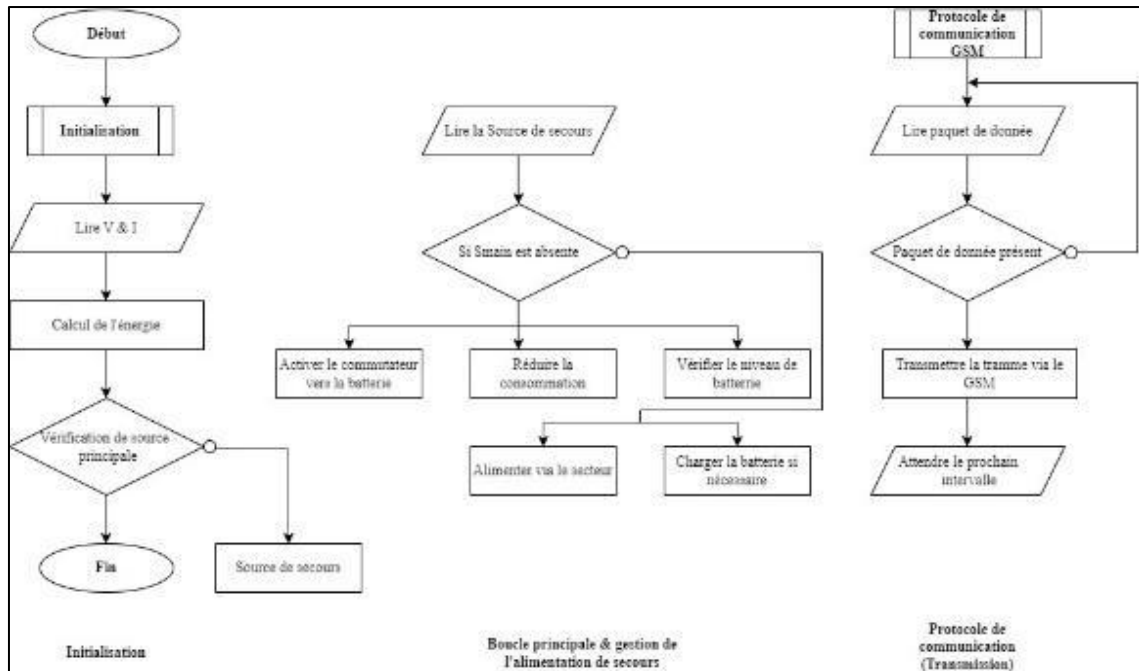 Début
Initialisation
Lire V & I
Calcul de l'énergie
Vérification de source
principale
Fin
Source de secours
Initialisation
Lire la Source de secours
Si Smain est absente
Activer le commutateur
vers la batterie
Réduire la
consommation
Vérifier le niveau de
batterrie
Alimenter via le secteur
Charger la batterie si
nécessaire
Boucle principale & gestion de
l'alimentation de secours
Protocole de
communication
GSM
Lire paquet de donnée
Paquet de donnée présent
Transmettre la tramme via le
GSM
Attendre le prochain
intervalle
Protocole de
communication
(Transmission)